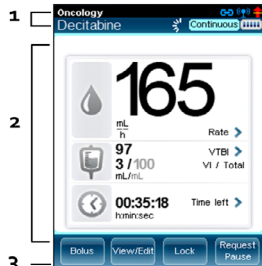 1
Oncology
Decitabine
Continuous
2
165
mL
h
Rate >
97
VTBI >
3 / 100
VI / Total
mL/mL
00:35:18
Time left >
h:min:sec
3
Bolus
View/Edit
Lock
Request
Pause